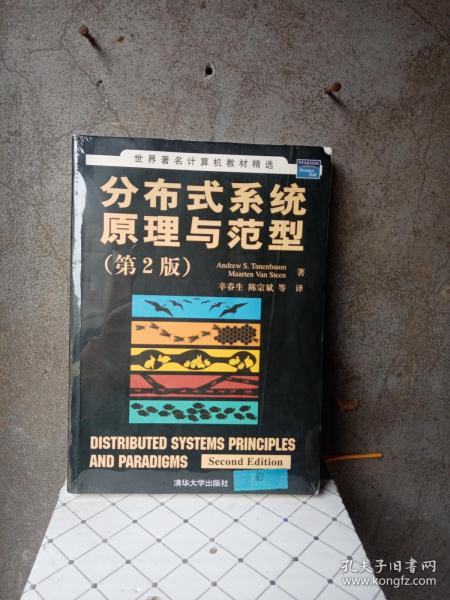 世界著名计算机教材精选
PEARSON
Prentice
Hall
分布式系统
原理与范型
(第2版)
Andrew S. Tanenbaum
Maarten Van Steen
著
辛春生 陈宗斌 等 译
DISTRIBUTED SYSTEMS PRINCIPLES
AND PARADIGMS Second Edition
清华大学出版社
孔夫子旧书网
www.kongfz.com